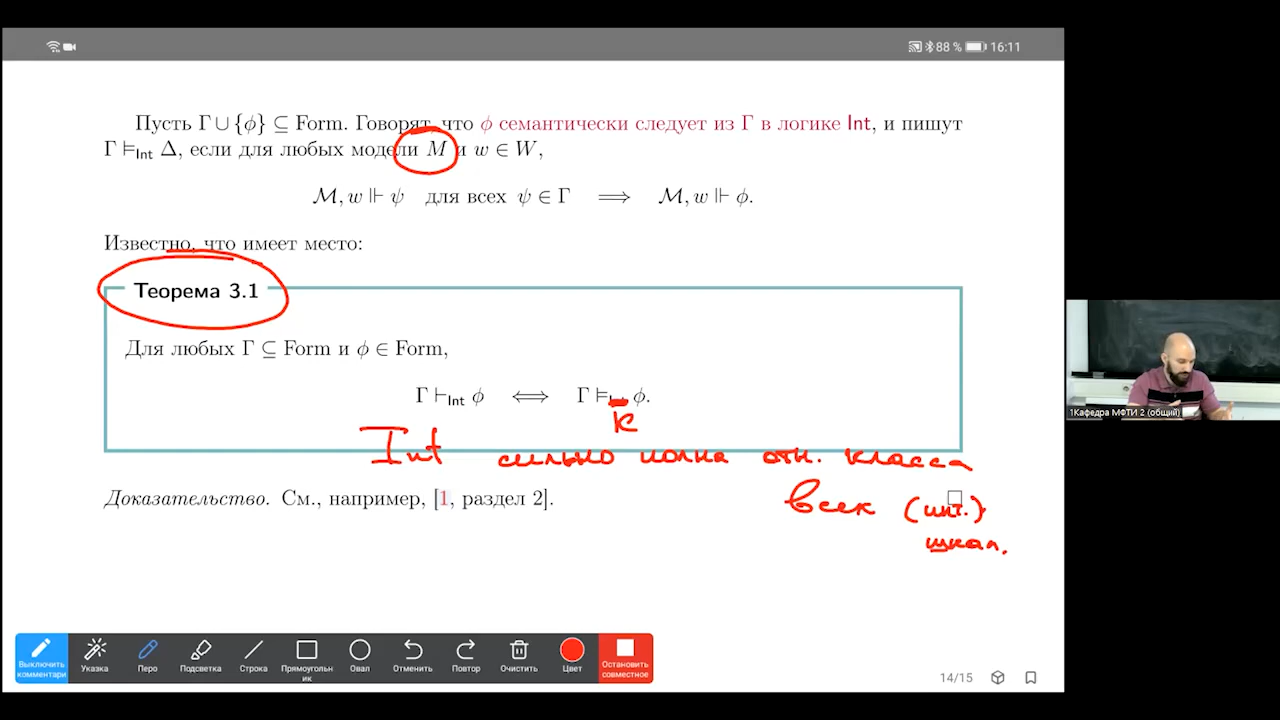 88 % 16:11
Пусть Γ ∪ {ϕ} ⊆ Form. Говорят, что ϕ семантически следует из Γ в логике Int, и пишут
Γ ⊨Int Δ, если для любых модели M и w ∈ W,
M, w ⊩ ψ для всех ψ ∈ Γ ⟹ M, w ⊩ ϕ.
Известно, что имеет место:
Теорема 3.1
Для любых Γ ⊆ Form и ϕ ∈ Form,
Γ ⊢Int ϕ ⟺ Γ ⊨ ϕ.
K
Int сильно полна отн. класса
Доказательство. См., например, [1, раздел 2].
всех (инт.)
шкал.
1Кафедра МФТИ 2 (общий)
Выключить комментари
Указка
Перо
Подсветка
Строка
Прямоугольник
Овал
Отменить
Повтор
Очистить
Цвет
Остановить совместное
14/15